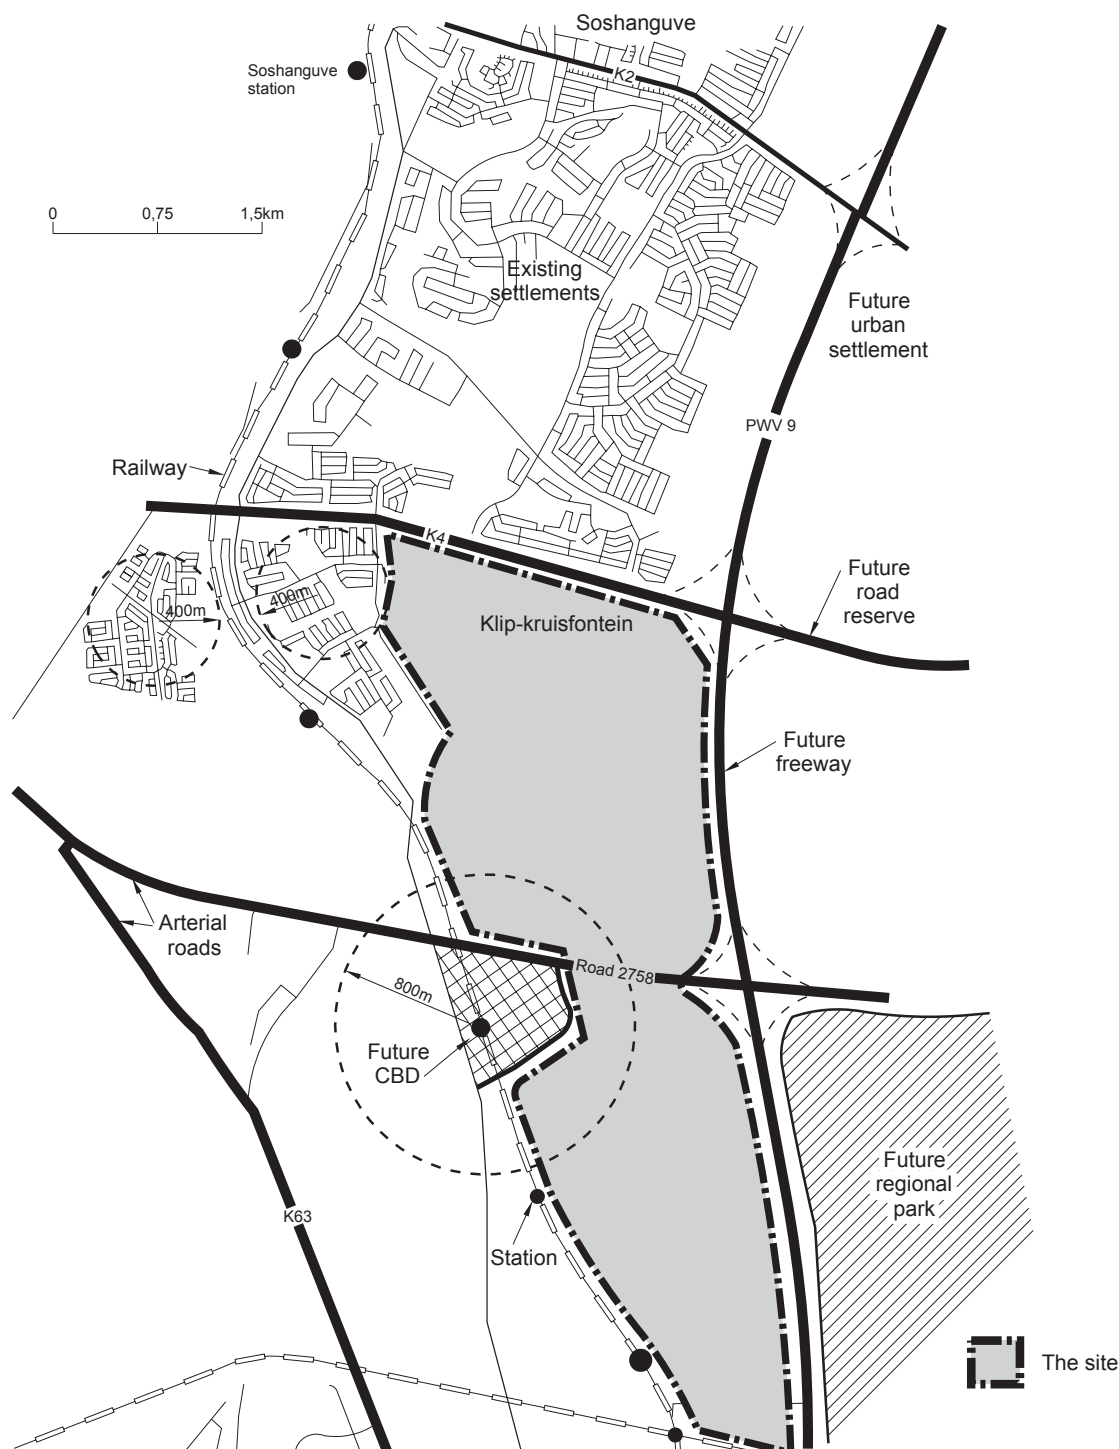 Soshanguve
Soshanguve
station
K2
0
0,75
1,5km
Existing
settlements
Future
urban
settlement
PWV 9
Railway
K4
Future
road
reserve
400m
400m
Klip-kruisfontein
Future
freeway
Arterial
roads
Road 2758
800m
Future
CBD
Future
regional
park
K63
Station
The site